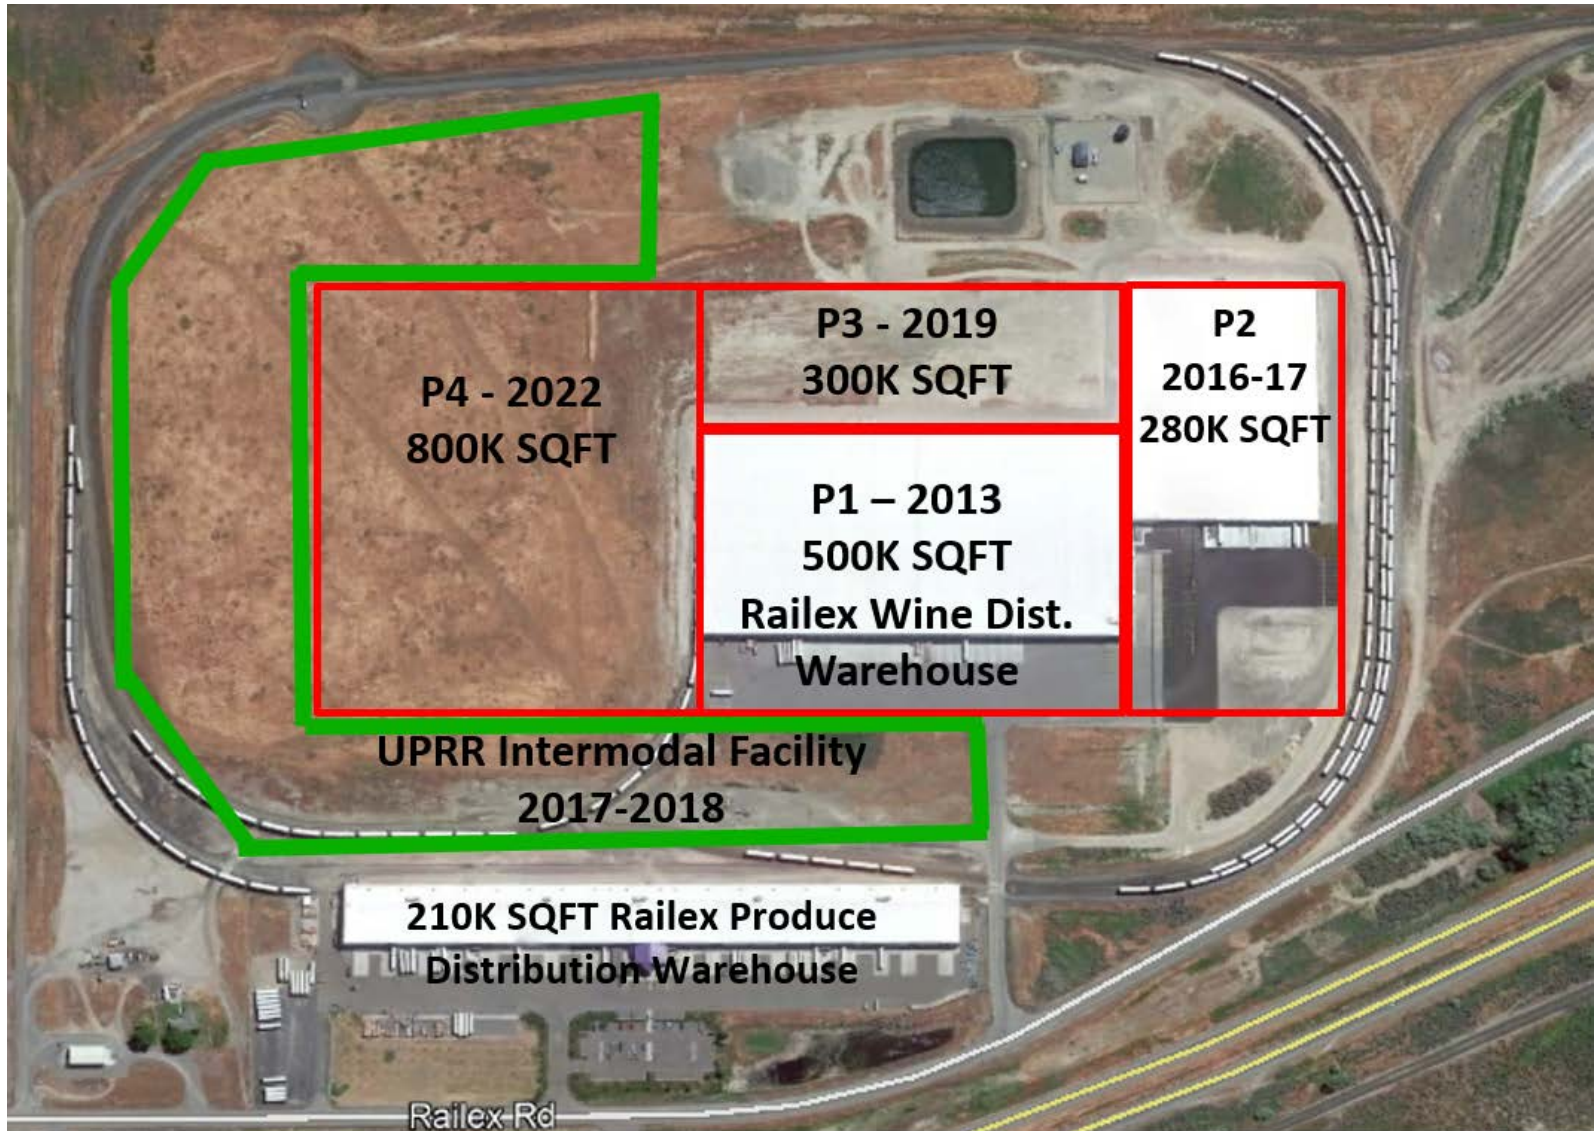 P4 - 2022
800K SQFT
P3 - 2019
300K SQFT
P2
2016-17
280K SQFT
P1 – 2013
500K SQFT
Railex Wine Dist.
Warehouse
UPRR Intermodal Facility
2017-2018
210K SQFT Railex Produce
Distribution Warehouse
Railex Rd